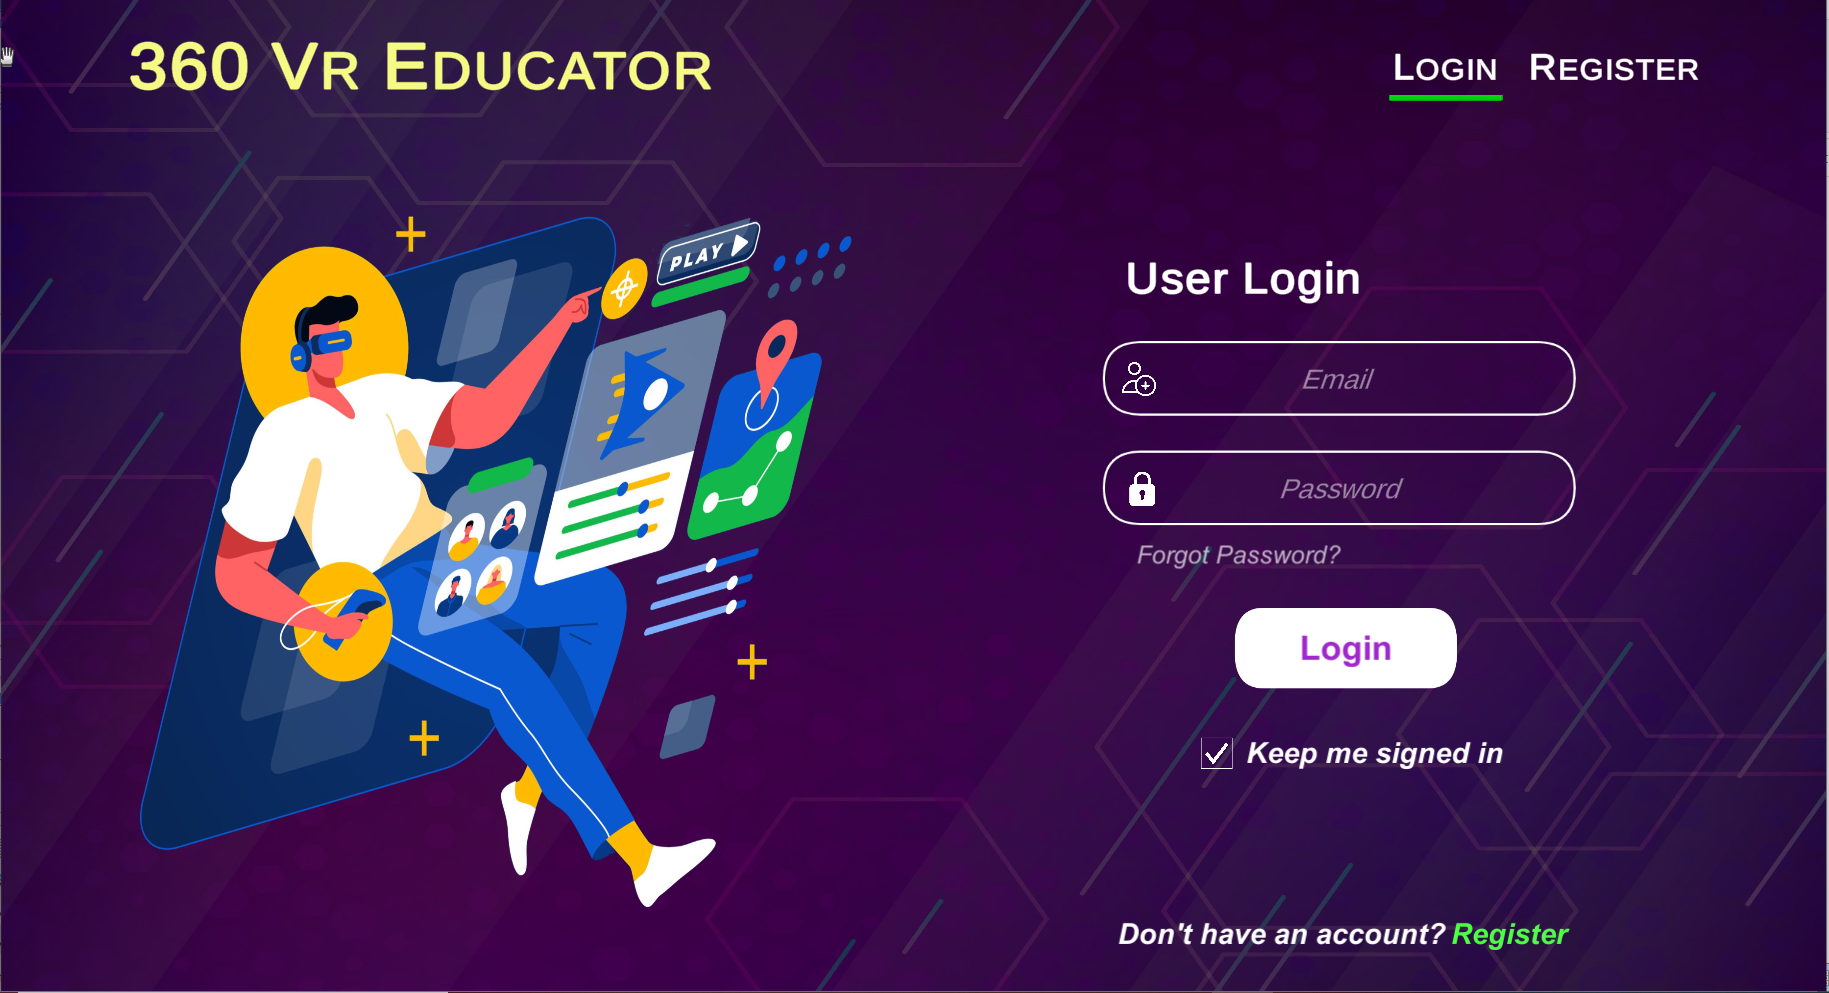 360 VR EDUCATOR
LOGIN REGISTER
PLAY
User Login
Email
Password
Forgot Password?
Login
Keep me signed in
Don't have an account? Register